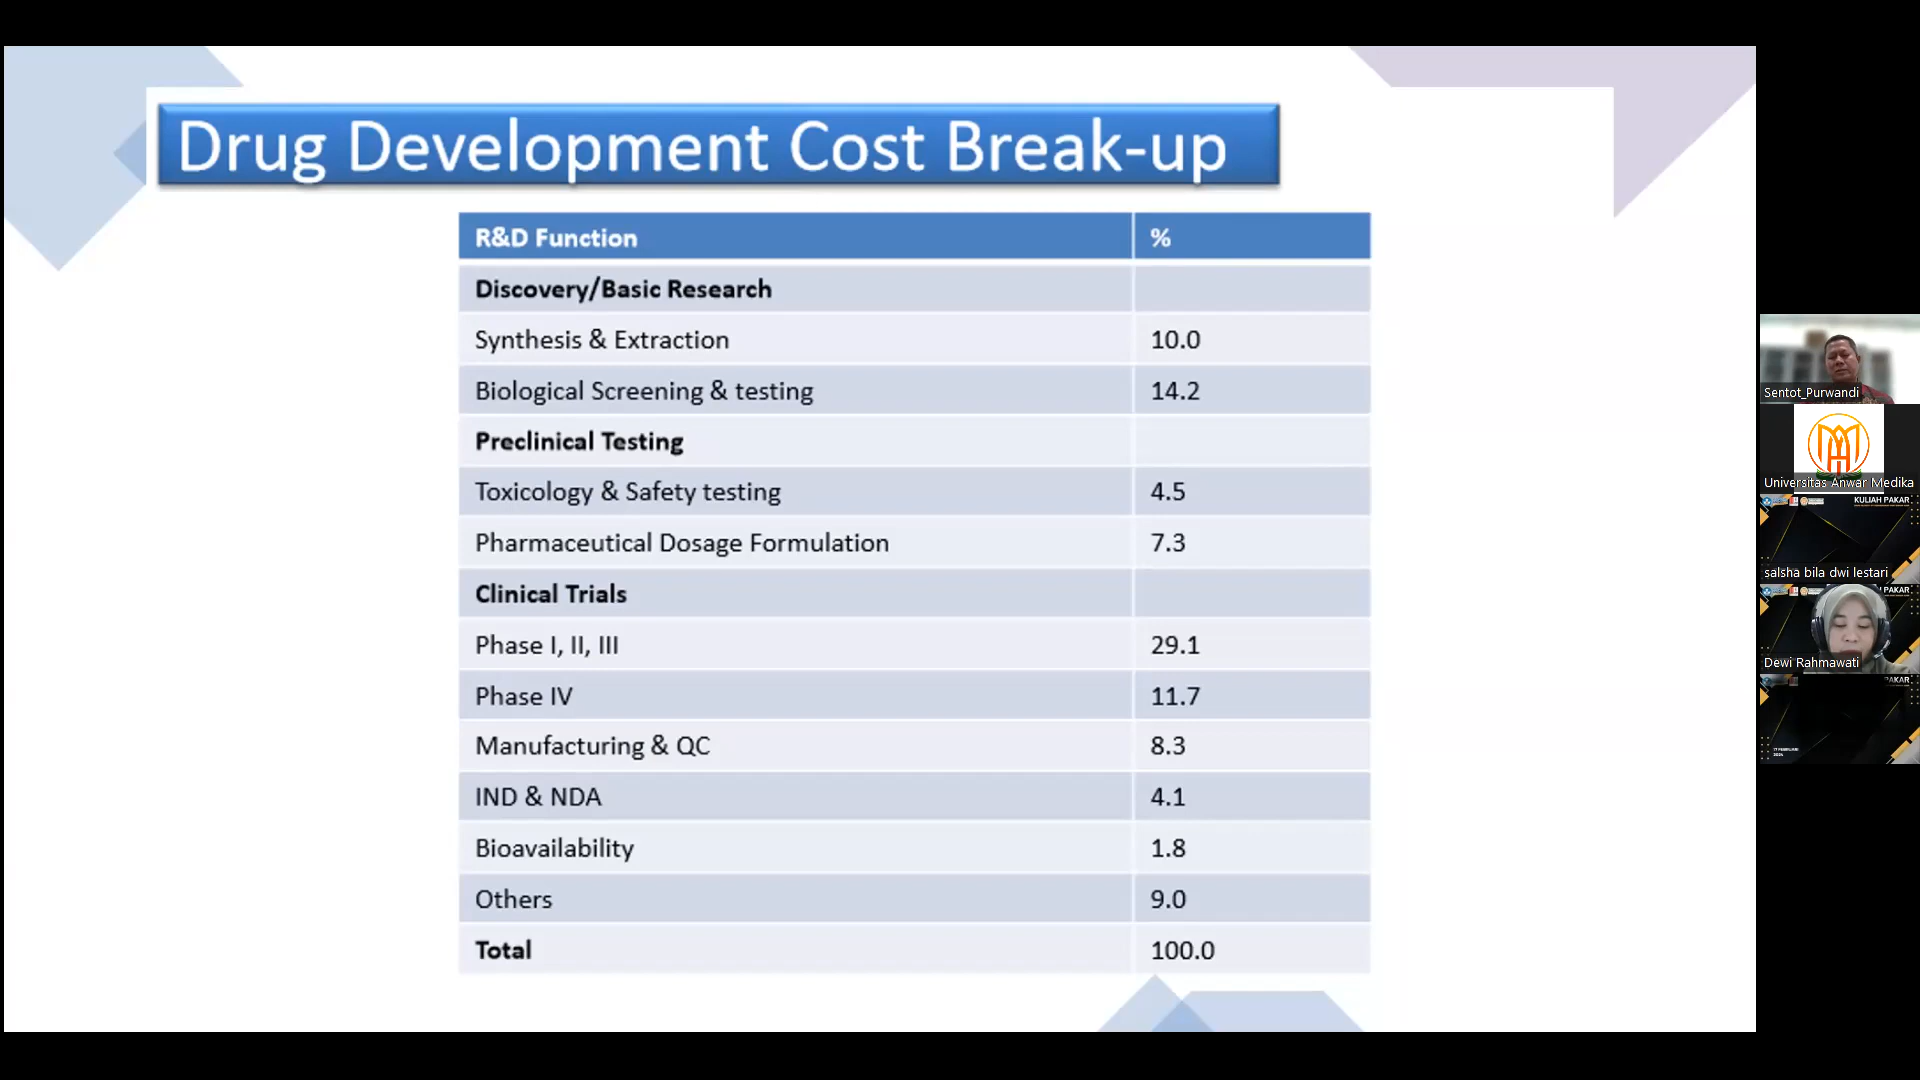 Drug Development Cost Break-up
R&D Function %
Discovery/Basic Research
Synthesis & Extraction 10.0
Biological Screening & testing 14.2
Preclinical Testing
Toxicology & Safety testing 4.5
Pharmaceutical Dosage Formulation 7.3
Clinical Trials
Phase I, II, III 29.1
Phase IV 11.7
Manufacturing & QC 8.3
IND & NDA 4.1
Bioavailability 1.8
Others 9.0
Total 100.0
Sentot_Purwandi
Universitas Anwar Medika
KULIAH PAKAR
salsha bila dwi lestari
PAKAR
Dewi Rahmawati
PAKAR